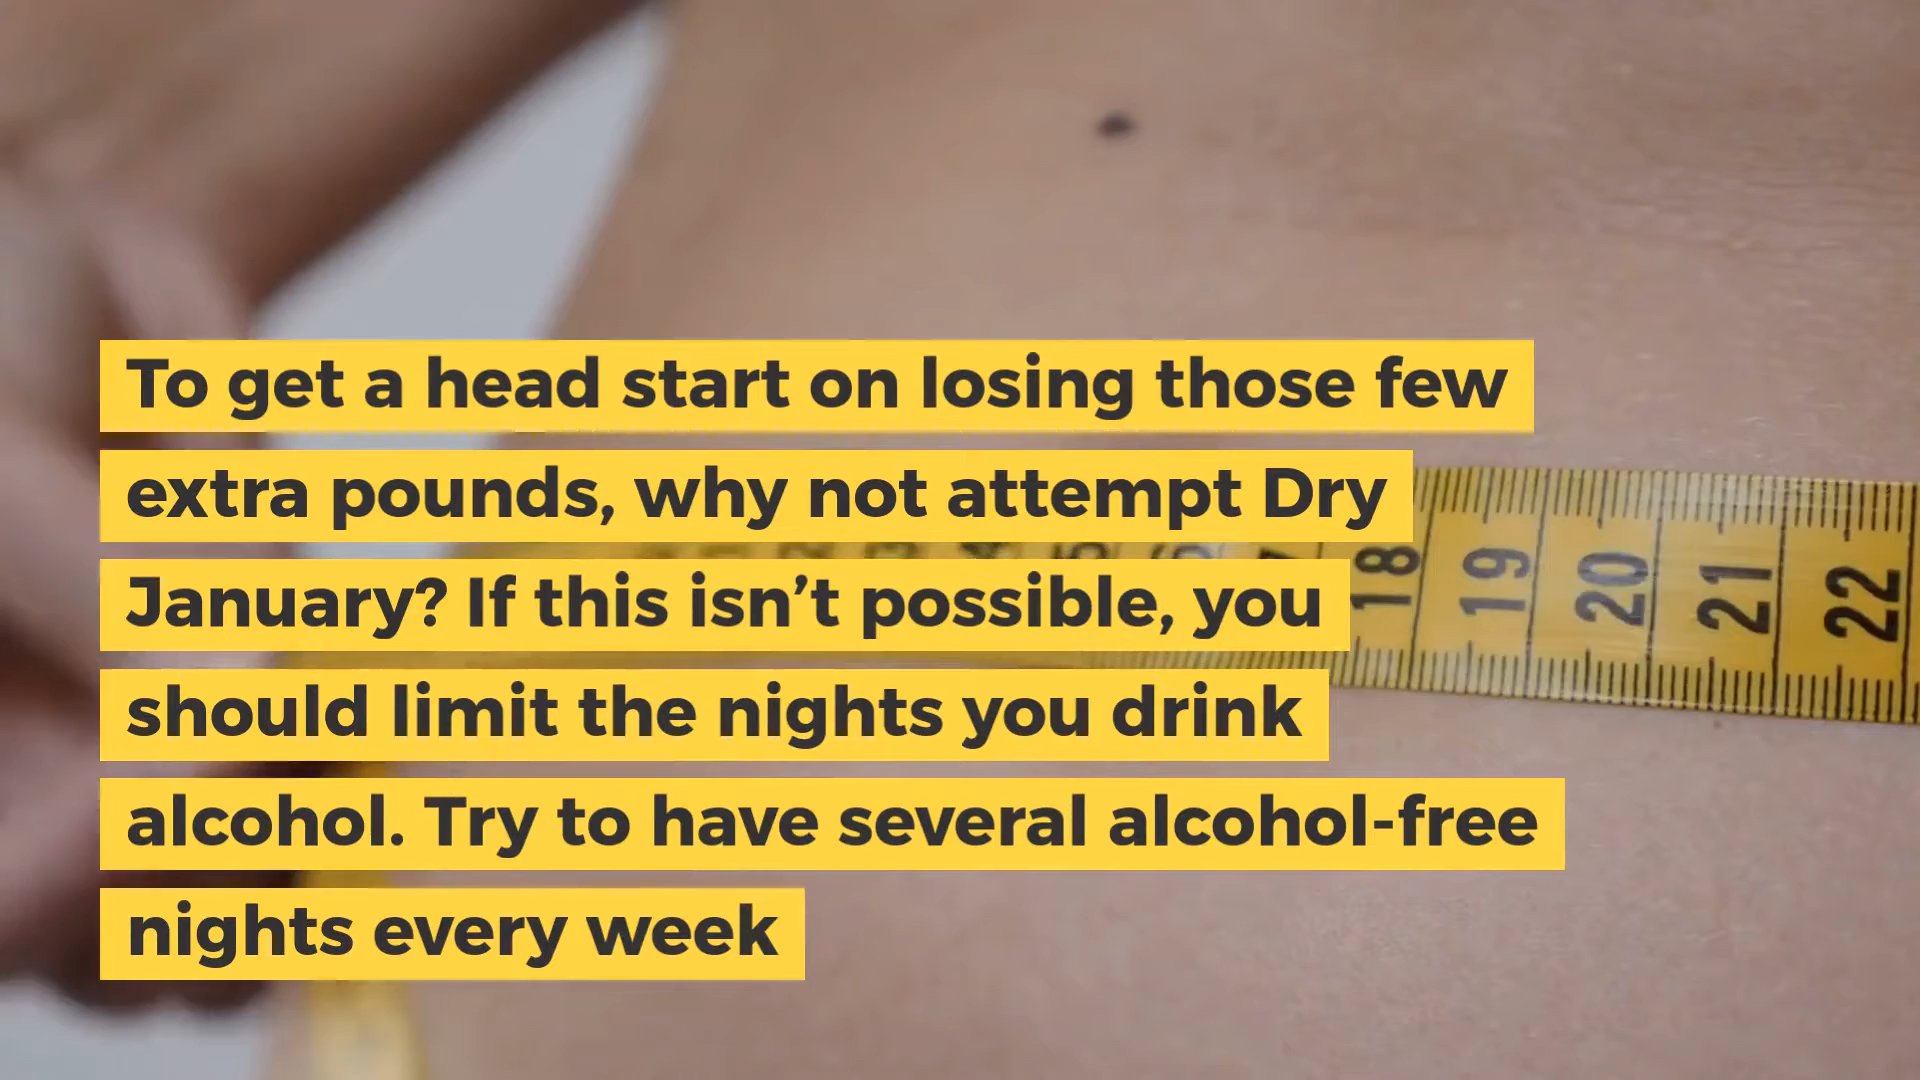 To get a head start on losing those few
extra pounds, why not attempt Dry
January? If this isn’t possible, you
should limit the nights you drink
alcohol. Try to have several alcohol-free
nights every week
18 19 20 21 22